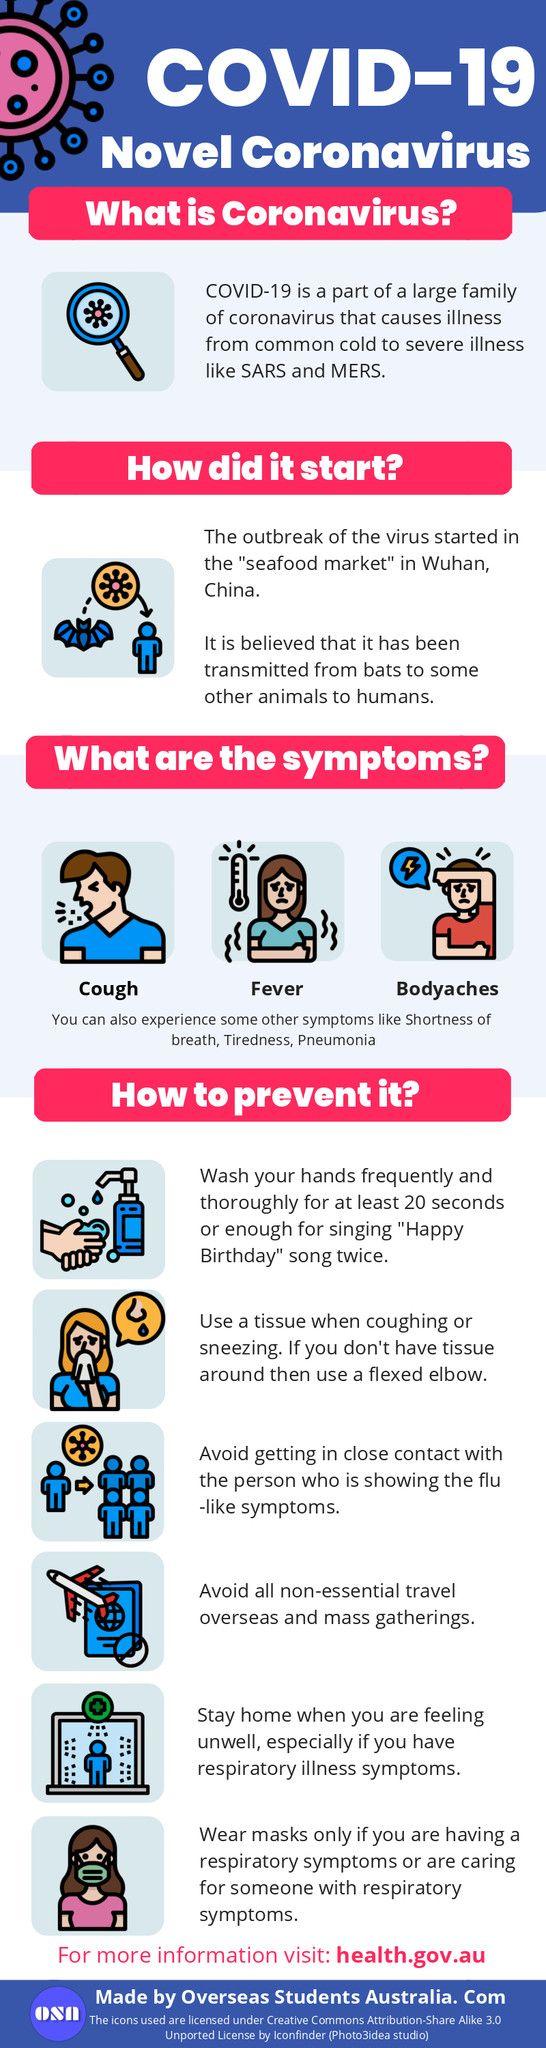 COVID-19
Novel Coronavirus
What is Coronavirus?
COVID-19 is a part of a large family
of coronavirus that causes illness
from common cold to severe illness
like SARS and MERS.
How did it start?
The outbreak of the virus started in
the "seafood market" in Wuhan,
China.
It is believed that it has been
transmitted from bats to some
other animals to humans.
What are the symptoms?
Cough
Fever
Bodyaches
You can also experience some other symptoms like Shortness of
breath, Tiredness, Pneumonia
How to prevent it?
Wash your hands frequently and
thoroughly for at least 20 seconds
or enough for singing "Happy
Birthday" song twice.
Use a tissue when coughing or
sneezing. If you don't have tissue
around then use a flexed elbow.
Avoid getting in close contact with
the person who is showing the flu
-like symptoms.
Avoid all non-essential travel
overseas and mass gatherings.
Stay home when you are feeling
unwell, especially if you have
respiratory illness symptoms.
Wear masks only if you are having a
respiratory symptoms or are caring
for someone with respiratory
symptoms.
For more information visit: health.gov.au
osa
Made by Overseas Students Australia. Com
The icons used are licensed under Creative Commons Attribution-Share Alike 3.0
Unported License by Iconfinder (Photo3idea studio)